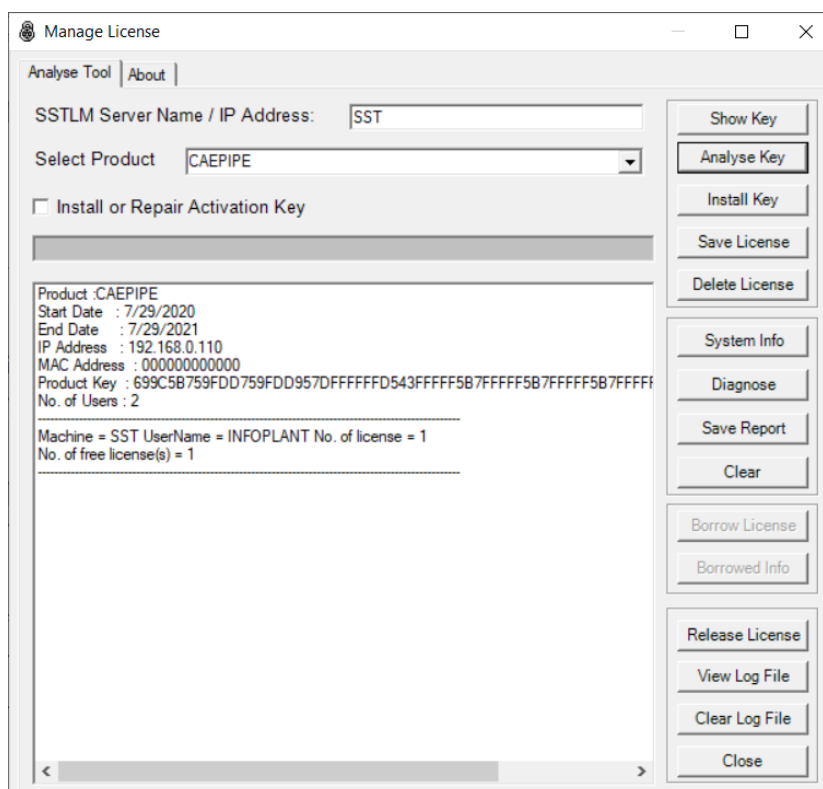 Manage License
Analyse Tool
About
SSTLM Server Name / IP Address:
SST
Select Product
CAEPIPE
Install or Repair Activation Key
Product :CAEPIPE
Start Date : 7/29/2020
End Date : 7/29/2021
IP Address : 192.168.0.110
MAC Address : 000000000000
Product Key : 699C5B759FDD759FDD957DFFFFFFD543FFFFF5B7FFFFF5B7FFFFF5B7FFFFF
No. of Users : 2
Machine = SST UserName = INFOPLANT No. of license = 1
No. of free license(s) = 1
Show Key
Analyse Key
Install Key
Save License
Delete License
System Info
Diagnose
Save Report
Clear
Borrow License
Borrowed Info
Release License
View Log File
Clear Log File
Close